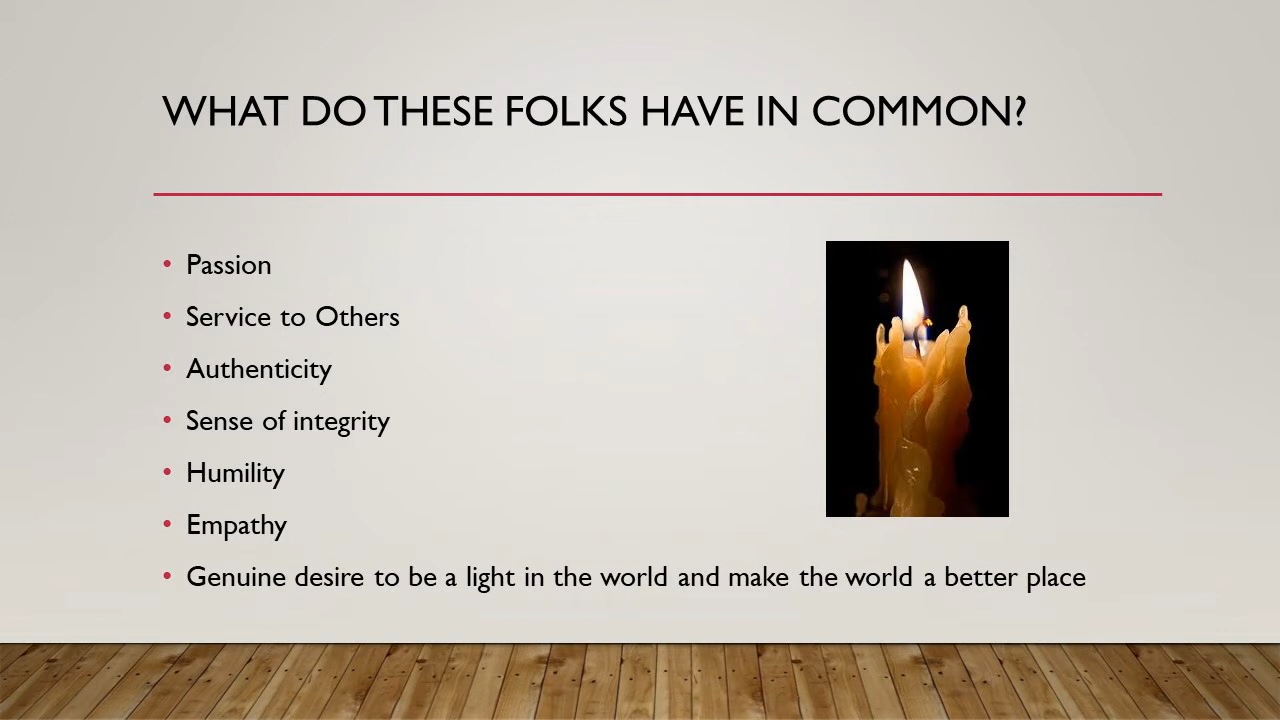 WHAT DO THESE FOLKS HAVE IN COMMON?
• Passion
• Service to Others
• Authenticity
• Sense of integrity
• Humility
• Empathy
• Genuine desire to be a light in the world and make the world a better place